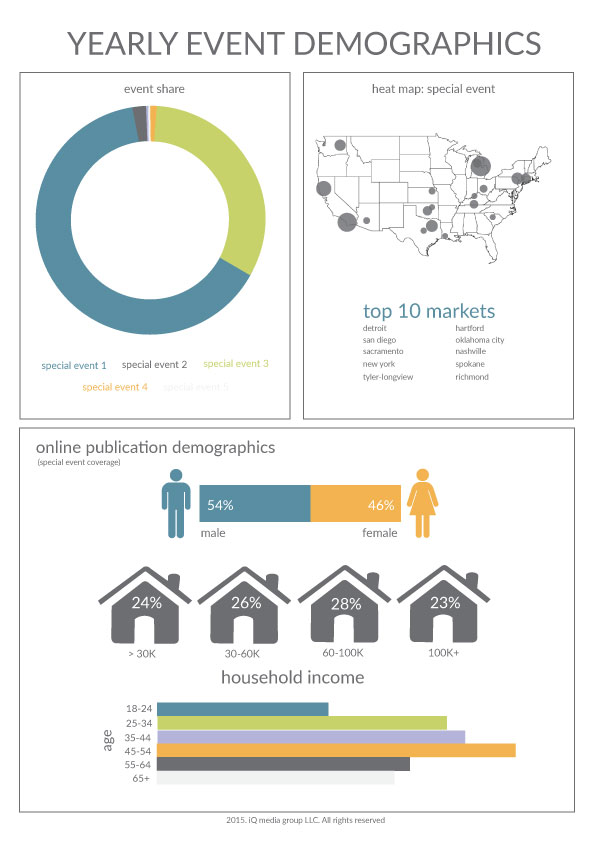 YEARLY EVENT DEMOGRAPHICS
event share
special event 1 special event 2 special event 3
special event 4 special event 5
heat map: special event
top 10 markets
detroit hartford
san diego oklahoma city
sacramento nashville
new york spokane
tyler-longview richmond
online publication demographics
(special event coverage)
54% 46%
male female
24% 26% 28% 23%
> 30K 30-60K 60-100K 100K+
household income
age
18-24
25-34
35-44
45-54
55-64
65+
2015. iQ media group LLC. All rights reserved